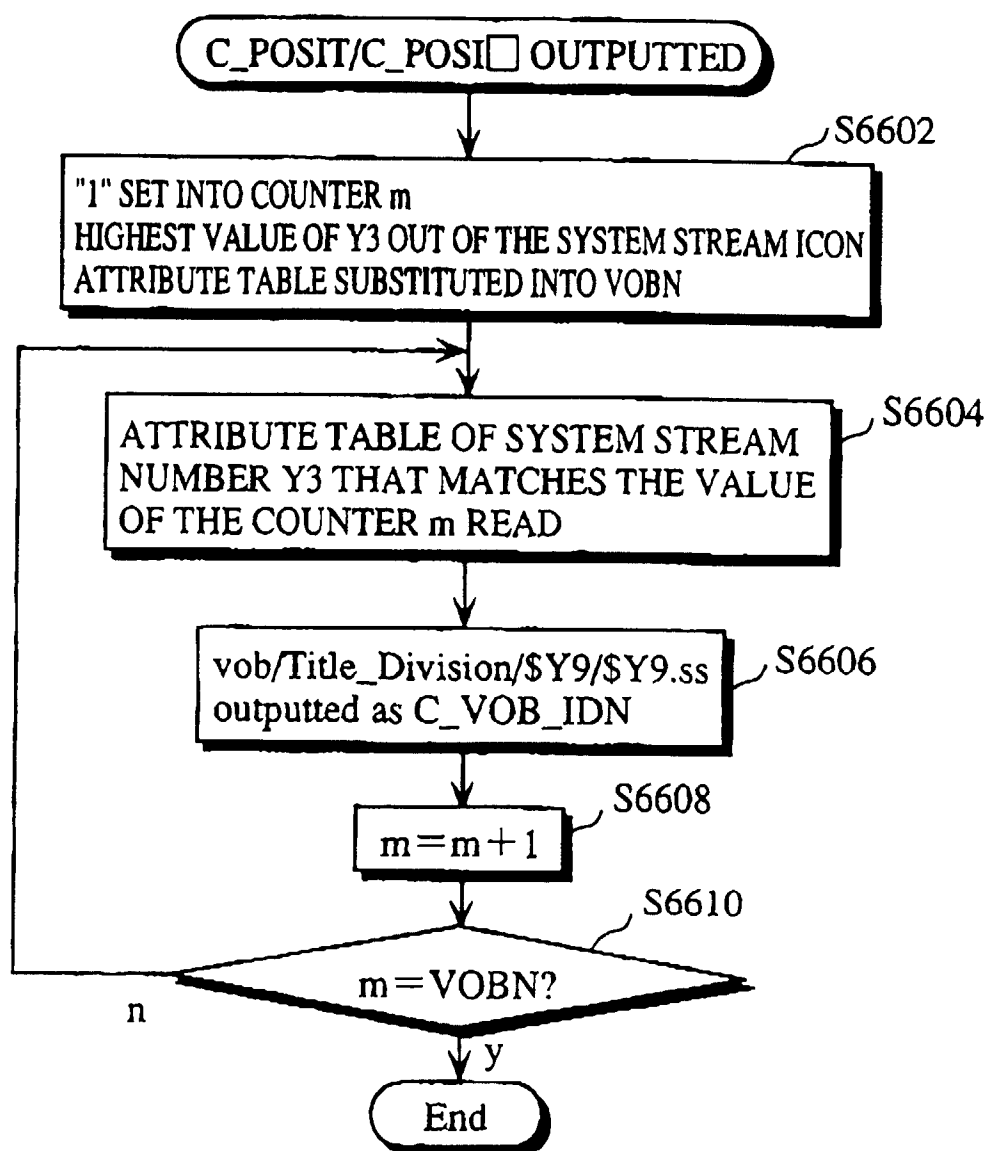 C_POSIT/C_POSI□ OUTPUTTED
S6602
"1" SET INTO COUNTER m
HIGHEST VALUE OF Y3 OUT OF THE SYSTEM STREAM ICON
ATTRIBUTE TABLE SUBSTITUTED INTO VOBN
S6604
ATTRIBUTE TABLE OF SYSTEM STREAM
NUMBER Y3 THAT MATCHES THE VALUE
OF THE COUNTER m READ
S6606
vob/Title_Division/$Y9/$Y9.ss
outputted as C_VOB_IDN
S6608
m=m+1
S6610
m=VOBN?
n
y
End